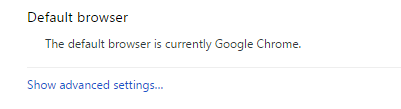 Default browser
The default browser is currently Google Chrome.
Show advanced settings...